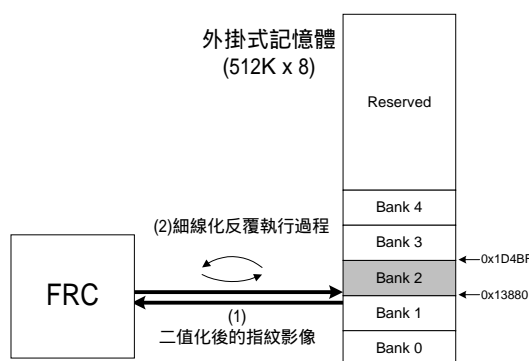 外掛式記憶體
(512K x 8)
Reserved
Bank 4
(2)細線化反覆執行過程
Bank 3
0x1D4BF
FRC
Bank 2
0x13880
(1)
Bank 1
二值化後的指紋影像
Bank 0